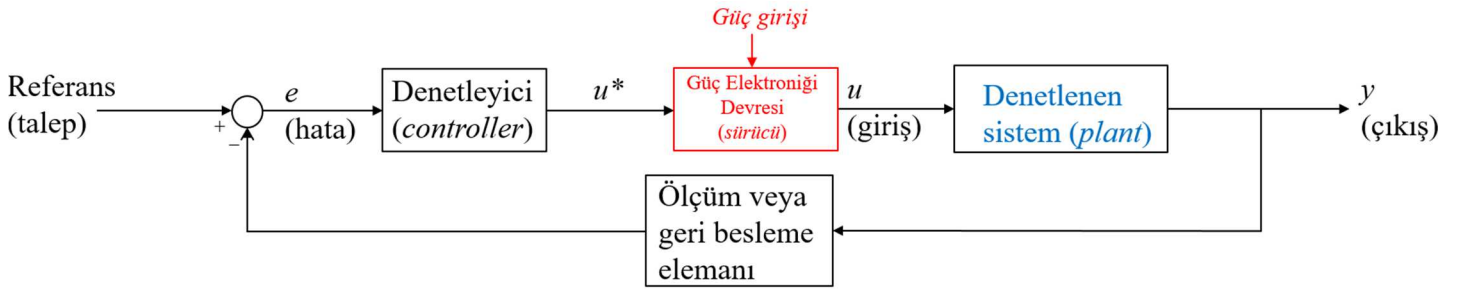 Güç girişi
Referans
(talep)
+
−
e
(hata)
Denetleyici
(controller)
u*
Güç Elektroniği
Devresi
(sürücü)
u
(giriş)
Denetlenen
sistem (plant)
y
(çıkış)
Ölçüm veya
geri besleme
elemanı